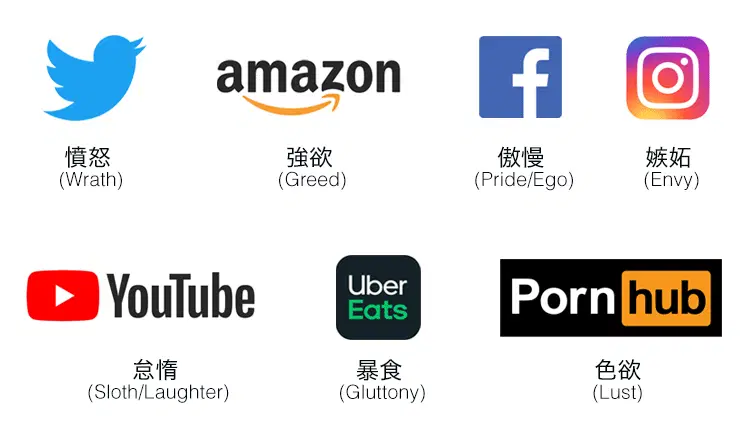 amazon
f
憤怒
(Wrath)
強欲
(Greed)
傲慢
(Pride/Ego)
嫉妬
(Envy)
YouTube
Uber
Eats
Porn hub
怠惰
(Sloth/Laughter)
暴食
(Gluttony)
色欲
(Lust)